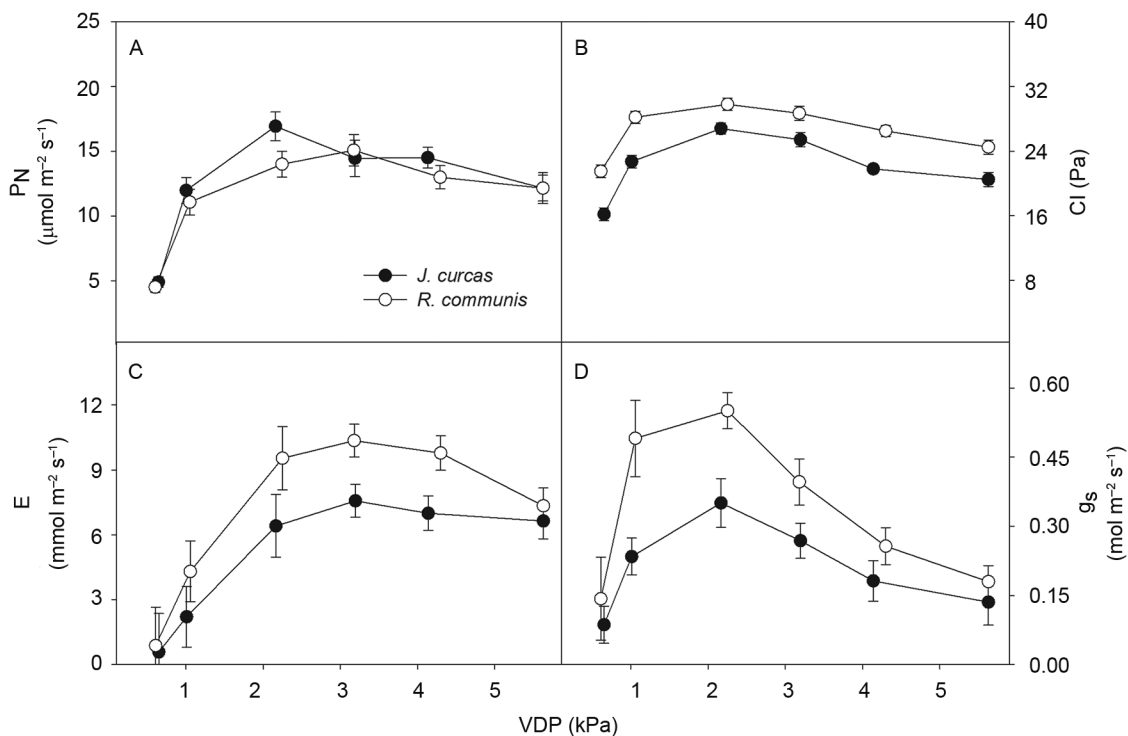 25
20
15
10
5
P_N
(μmol m⁻² s⁻¹)
A
J. curcas
R. communis
B
40
32
24
16
8
CI (Pa)
C
12
9
6
3
0
E
(mmol m⁻² s⁻¹)
D
0.60
0.45
0.30
0.15
0.00
g_s
(mol m⁻² s⁻¹)
1 2 3 4 5
1 2 3 4 5
VDP (kPa)